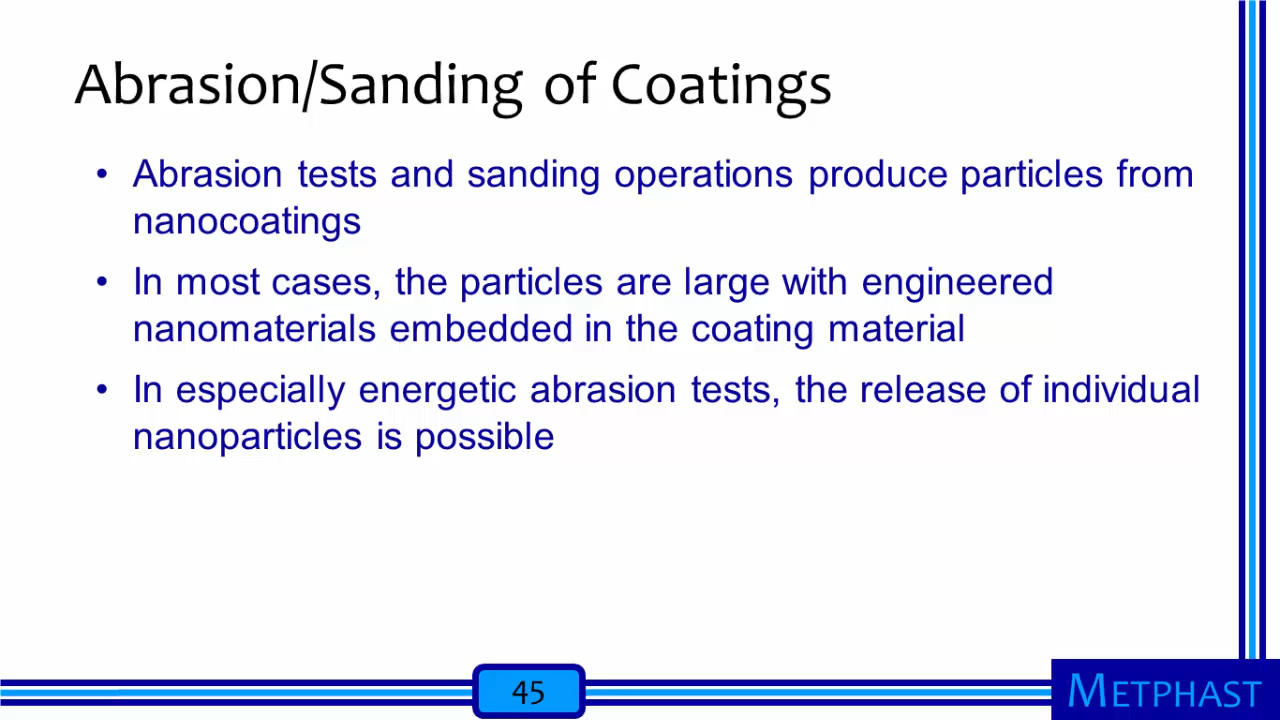 Abrasion/Sanding of Coatings
• Abrasion tests and sanding operations produce particles from
nanocoatings
• In most cases, the particles are large with engineered
nanomaterials embedded in the coating material
• In especially energetic abrasion tests, the release of individual
nanoparticles is possible
45
METPHAST